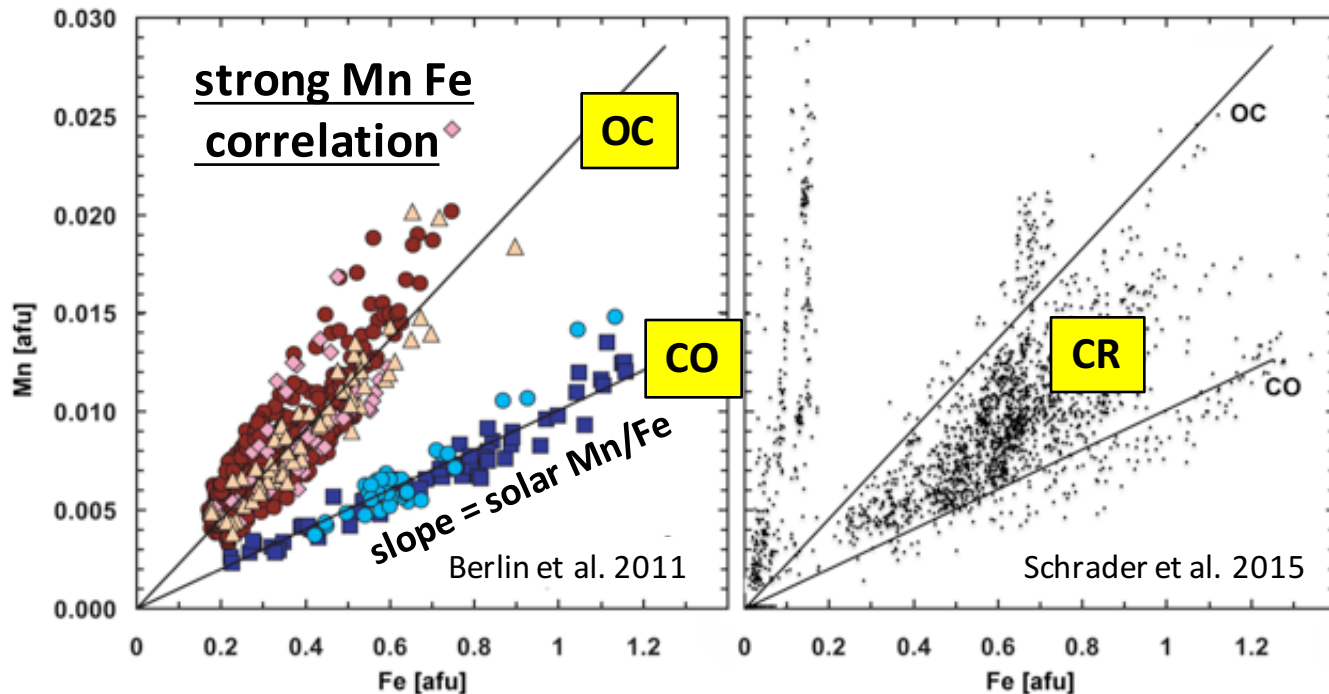 0.030
0.025
0.020
0.015
0.010
0.005
0.000
Mn [afu]
strong Mn Fe
correlation
OC
CO
slope = solar Mn/Fe
Berlin et al. 2011
0 0.2 0.4 0.6 0.8 1 1.2
Fe [afu]
OC
CR
CO
Schrader et al. 2015
0 0.2 0.4 0.6 0.8 1 1.2
Fe [afu]